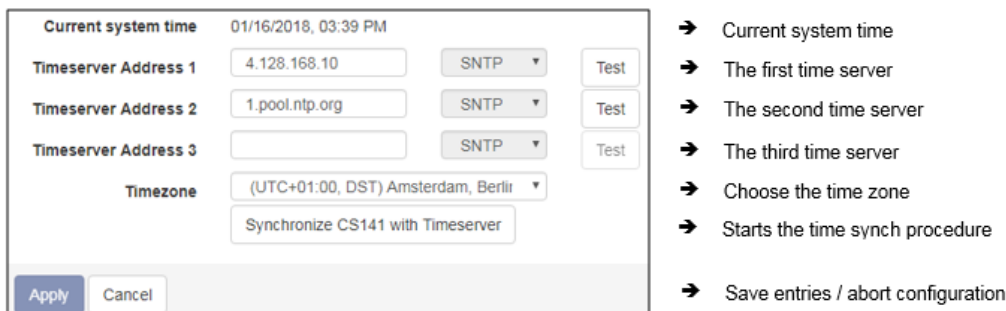 Current system time 01/16/2018, 03:39 PM ➔ Current system time
Timeserver Address 1 4.128.168.10 SNTP Test ➔ The first time server
Timeserver Address 2 1.pool.ntp.org SNTP Test ➔ The second time server
Timeserver Address 3 SNTP Test ➔ The third time server
Timezone (UTC+01:00, DST) Amsterdam, Berlir ➔ Choose the time zone
Synchronize CS141 with Timeserver ➔ Starts the time synch procedure
Apply Cancel ➔ Save entries / abort configuration